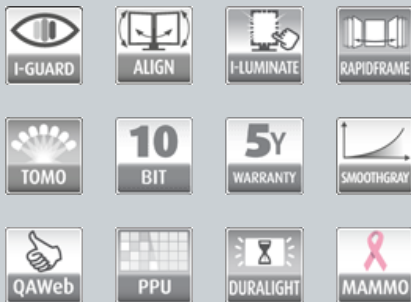 I-GUARD
ALIGN
I-LUMINATE
RAPIDFRAME
TOMO
10
BIT
5Y
WARRANTY
SMOOTHGRAY
QAWeb
PPU
DURALIGHT
MAMMO